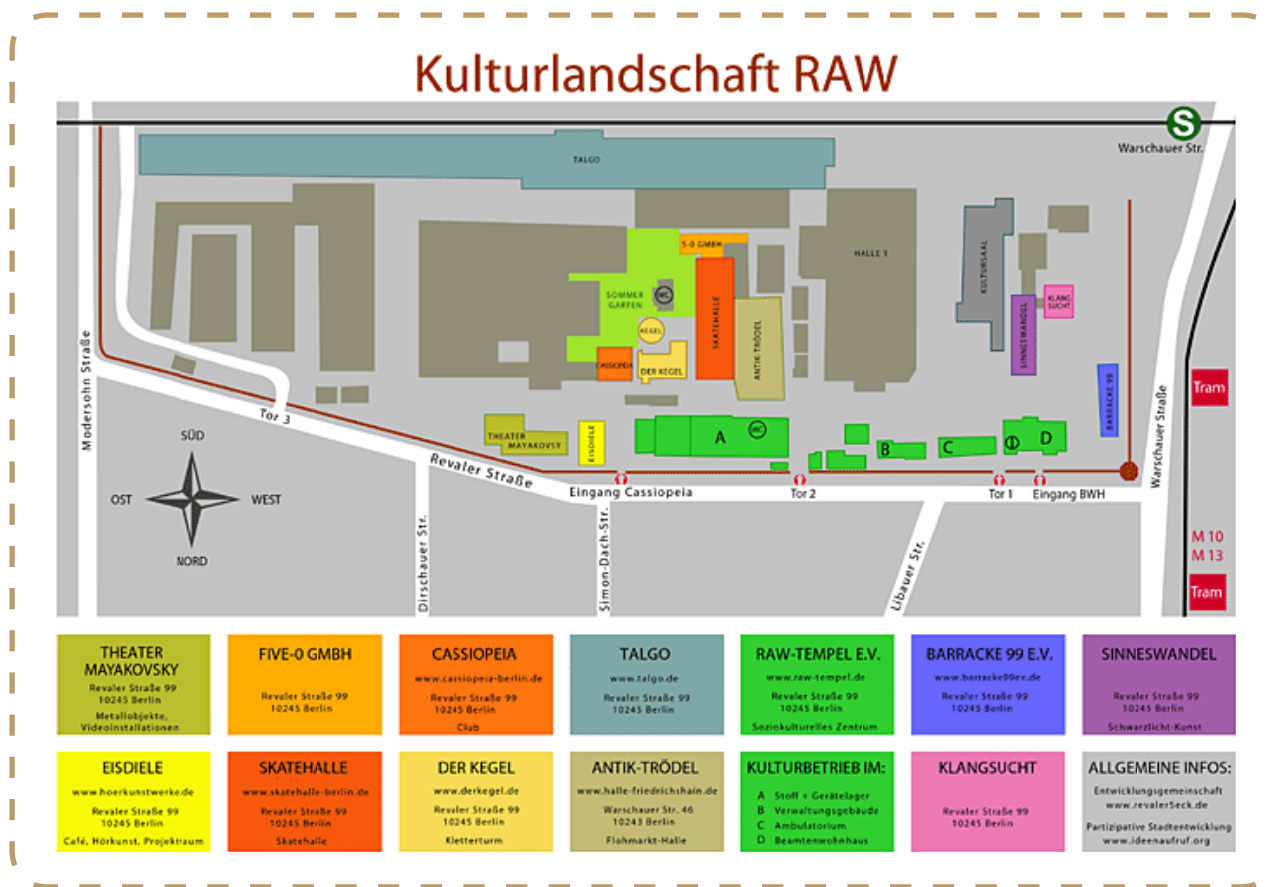 Kulturlandschaft RAW
S
Warschauer Str.
TALGO
5-0 GMBH
HALLE 1
KULTURSAAL
SOMMER
GARTEN
WC
KEGEL
SKATEHALLE
ANTIK-TRÖDEL
SINNESWANDEL
KLANG
SUCHT
CASSIOPEIA
DER KEGEL
BARRACKE 99
Tram
Modersohn Straße
Warschauer Straße
Tor 3
THEATER
MAYAKOVSY
EISDIELE
A
WC
B
C
D
SÜD
OST
WEST
NORD
Revaler Straße
Eingang Cassiopeia
Tor 2
Tor 1
Eingang BWH
Dirschauer Str.
Simon-Dach-Str.
Libauer Str.
M 10
M 13
Tram
THEATER
MAYAKOVSKY
Revaler Straße 99
10245 Berlin
Metallobjekte,
Videoinstallationen
FIVE-0 GMBH
Revaler Straße 99
10245 Berlin
CASSIOPEIA
www.cassiopeia-berlin.de
Revaler Straße 99
10245 Berlin
Club
TALGO
www.talgo.de
Revaler Straße 99
10245 Berlin
RAW-TEMPEL E.V.
www.raw-tempel.de
Revaler Straße 99
10245 Berlin
Soziokulturelles Zentrum
BARRACKE 99 E.V.
www.barracke99ev.de
Revaler Straße 99
10245 Berlin
SINNESWANDEL
Revaler Straße 99
10245 Berlin
Schwarzlicht-Kunst
EISDIELE
www.hoerkunstwerke.de
Revaler Straße 99
10245 Berlin
Café, Hörkunst, Projektraum
SKATEHALLE
www.skatehalle-berlin.de
Revaler Straße 99
10245 Berlin
Skatehalle
DER KEGEL
www.derkegel.de
Revaler Straße 99
10245 Berlin
Kletterturm
ANTIK-TRÖDEL
www.halle-friedrichshain.de
Warschauer Str. 46
10243 Berlin
Flohmarkt-Halle
KULTURBETRIEB IM:
A Stoff + Gerätelager
B Verwaltungsgebäude
C Ambulatorium
D Beamtenwohnhaus
KLANGSUCHT
Revaler Straße 99
10245 Berlin
ALLGEMEINE INFOS:
Entwicklungsgemeinschaft
www.revaler5eck.de
Partizipative Stadtentwicklung
www.ideenaufruf.org